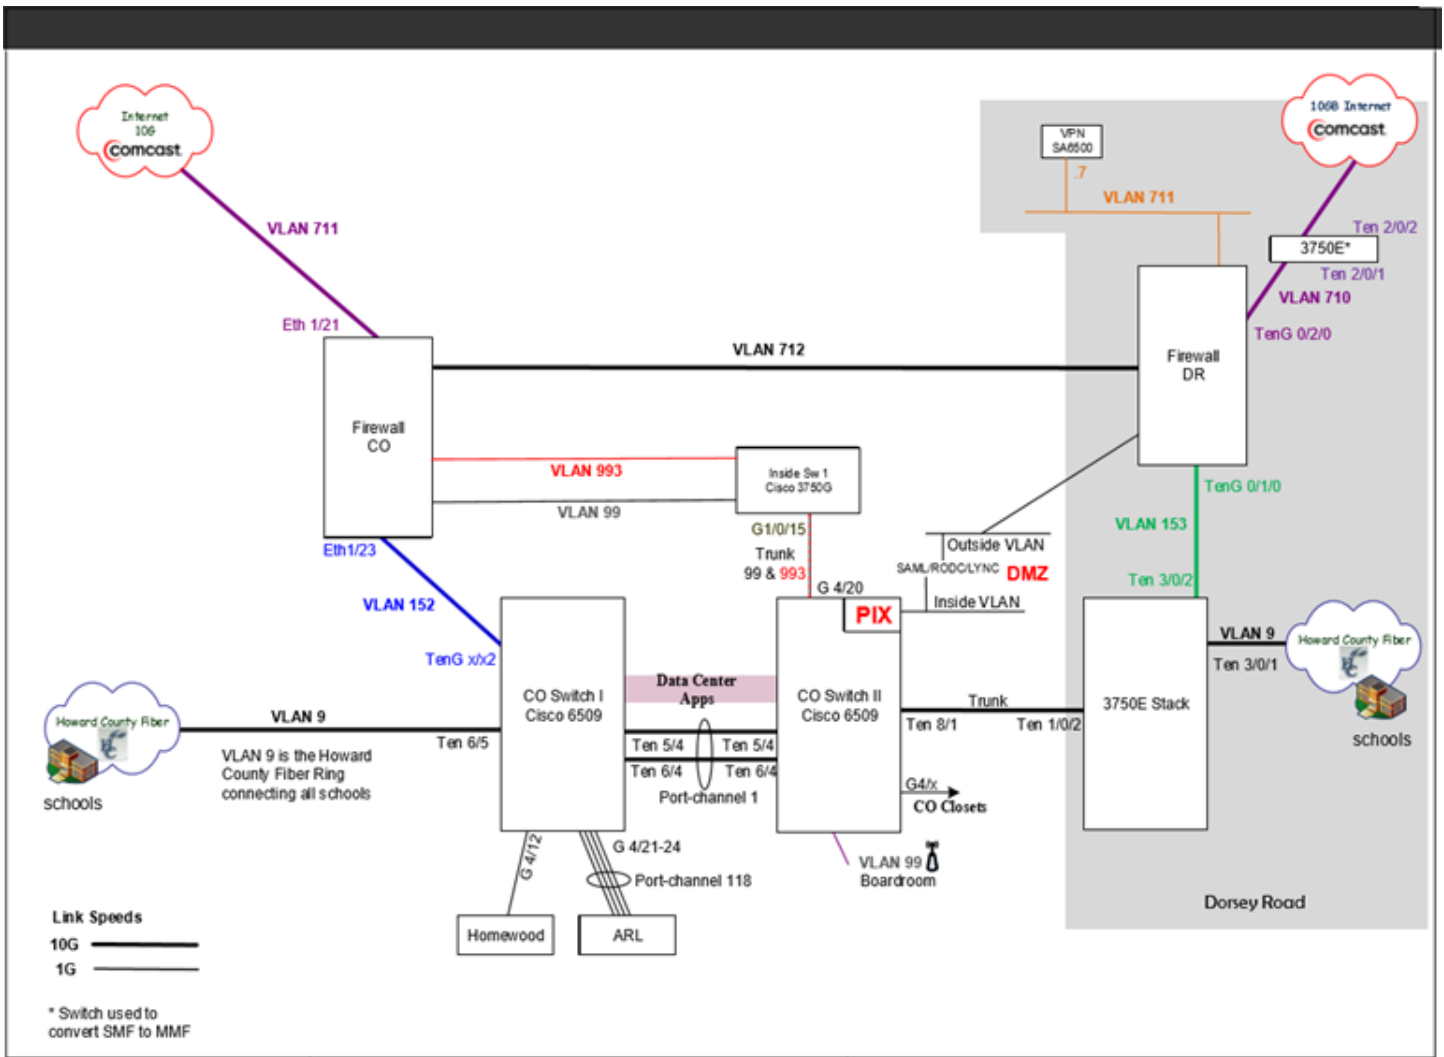 Internet
10G
comcast
10GB Internet
comcast
VPN
SA6500
.7
VLAN 711
VLAN 711
Ten 2/0/2
3750E*
Ten 2/0/1
VLAN 710
TenG 0/2/0
Eth 1/21
VLAN 712
Firewall
DR
Firewall
CO
VLAN 993
Inside Sw 1
Cisco 3750G
VLAN 99
TenG 0/1/0
G1/0/15
VLAN 153
Eth1/23
Trunk
99 & 993
Outside VLAN
SAML/RODC/LYNC
DMZ
Ten 3/0/2
G 4/20
PIX
Inside VLAN
VLAN 152
TenG x/x2
VLAN 9
Howard County Fiber
Ten 3/0/1
Data Center
Apps
CO Switch I
Cisco 6509
CO Switch II
Cisco 6509
Trunk
3750E Stack
Howard County Fiber
VLAN 9
Ten 6/5
Ten 8/1
Ten 1/0/2
schools
Ten 5/4
Ten 5/4
VLAN 9 is the Howard
County Fiber Ring
connecting all schools
Ten 6/4
Ten 6/4
G4/x
Port-channel 1
CO Closets
schools
G 4/12
G 4/21-24
VLAN 99
Boardroom
Port-channel 118
Dorsey Road
Link Speeds
Homewood
ARL
10G
1G
* Switch used to
convert SMF to MMF